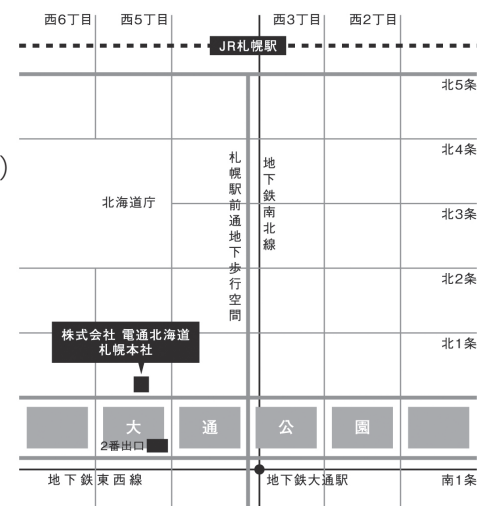 西6丁目 西5丁目 西3丁目 西2丁目
JR札幌駅
北5条
北4条
)
札幌駅前通地下歩行空間
地下鉄南北線
北海道庁
北3条
北2条
株式会社 電通北海道
札幌本社
北1条
大 通 公 園
2番出口
地下鉄東西線
地下鉄大通駅
南1条